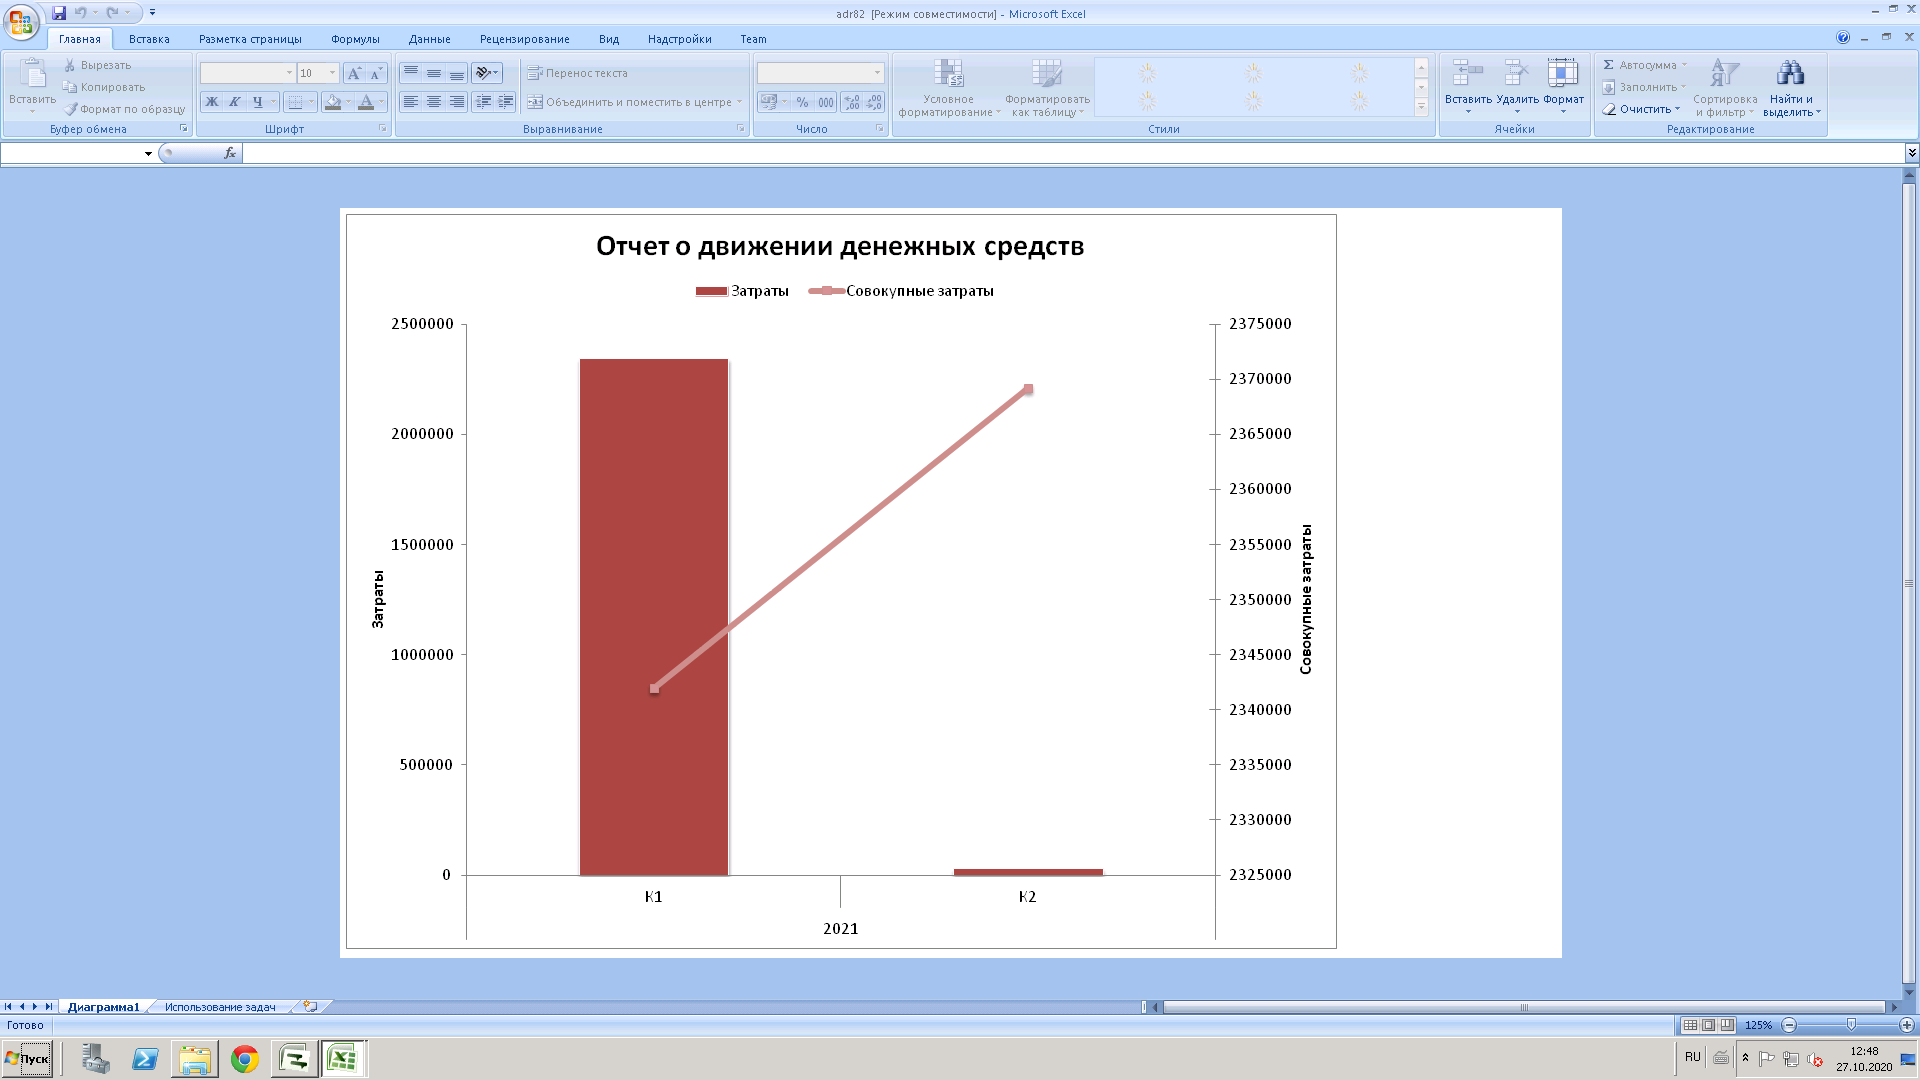 adr82 [Режим совместимости] - Microsoft Excel
Главная Вставка Разметка страницы Формулы Данные Рецензирование Вид Надстройки Team
Вставить
Вырезать
Копировать
Формат по образцу
Буфер обмена
10
Ж К Ч
Шрифт
Перенос текста
Объединить и поместить в центре
Выравнивание
% 000
Число
Условное форматирование
Форматировать как таблицу
Стили
Вставить Удалить Формат
Ячейки
Автосумма
Заполнить
Очистить
Сортировка и фильтр
Найти и выделить
Редактирование
fx
Отчет о движении денежных средств
Затраты Совокупные затраты
2500000
2000000
1500000
1000000
500000
0
Затраты
2375000
2370000
2365000
2360000
2355000
2350000
2345000
2340000
2335000
2330000
2325000
Совокупные затраты
К1 К2
2021
Диаграмма1 Использование задач
Готово
125%
Пуск
RU
12:48
27.10.2020